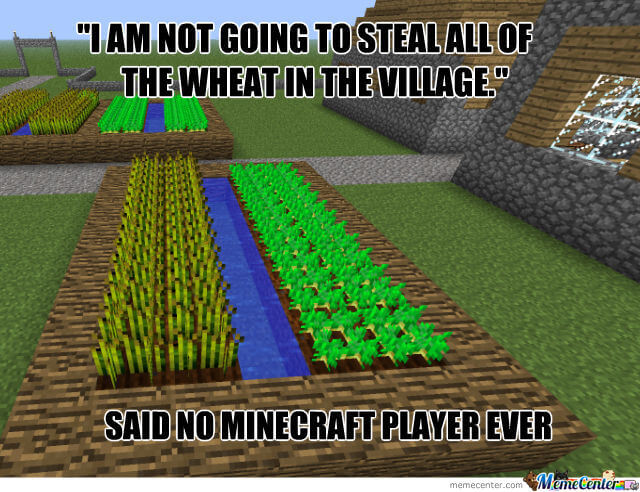 "I AM NOT GOING TO STEAL ALL OF
THE WHEAT IN THE VILLAGE."
SAID NO MINECRAFT PLAYER EVER
memecenter.com MemeCenter